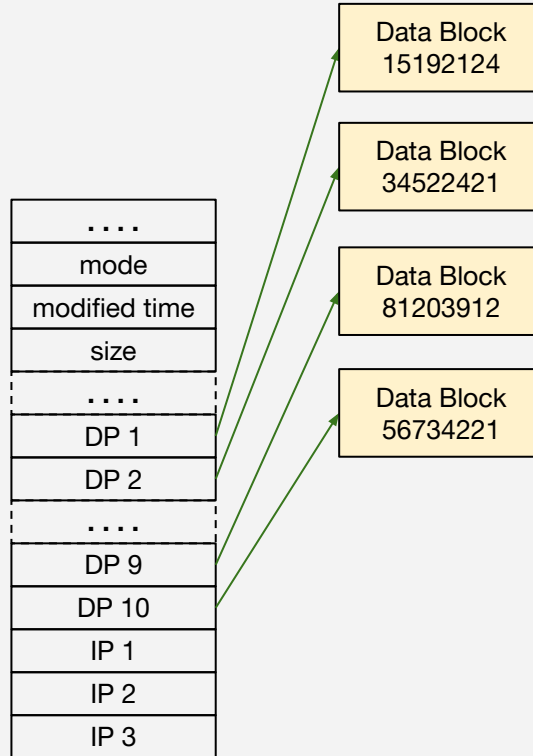 Data Block
15192124
Data Block
34522421
Data Block
81203912
Data Block
56734221
....
mode
modified time
size
....
DP 1
DP 2
....
DP 9
DP 10
IP 1
IP 2
IP 3